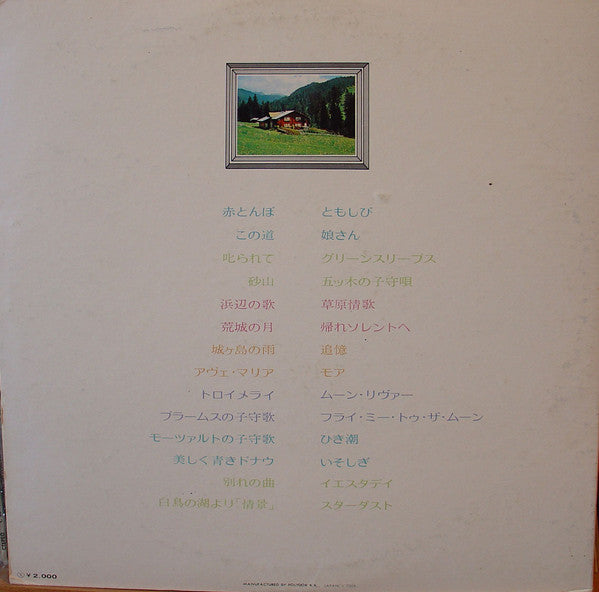 赤とんぼ
この道
叱られて
砂山
浜辺の歌
荒城の月
城ヶ島の雨
アヴェ・マリア
トロイメライ
ブラームスの子守歌
モーツァルトの子守歌
美しく青きドナウ
別れの曲
白鳥の湖より「情景」
ともしび
娘さん
グリーンスリーブス
五ッ木の子守唄
草原情歌
帰れソレントへ
追憶
モア
ムーン・リヴァー
フライ・ミー・トゥ・ザ・ムーン
ひき潮
いそしぎ
イエスタデイ
スターダスト
¥2,000
MANUFACTURED BY POLYDOR K.K. JAPAN